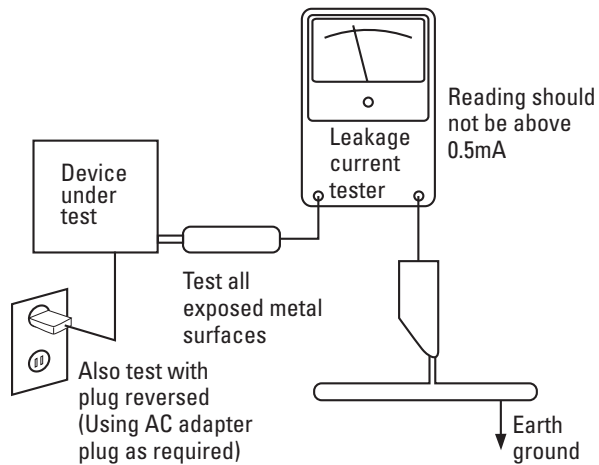 Device
under
test
Leakage
current
tester
Reading should
not be above
0.5mA
Test all
exposed metal
surfaces
Also test with
plug reversed
(Using AC adapter
plug as required)
Earth
ground